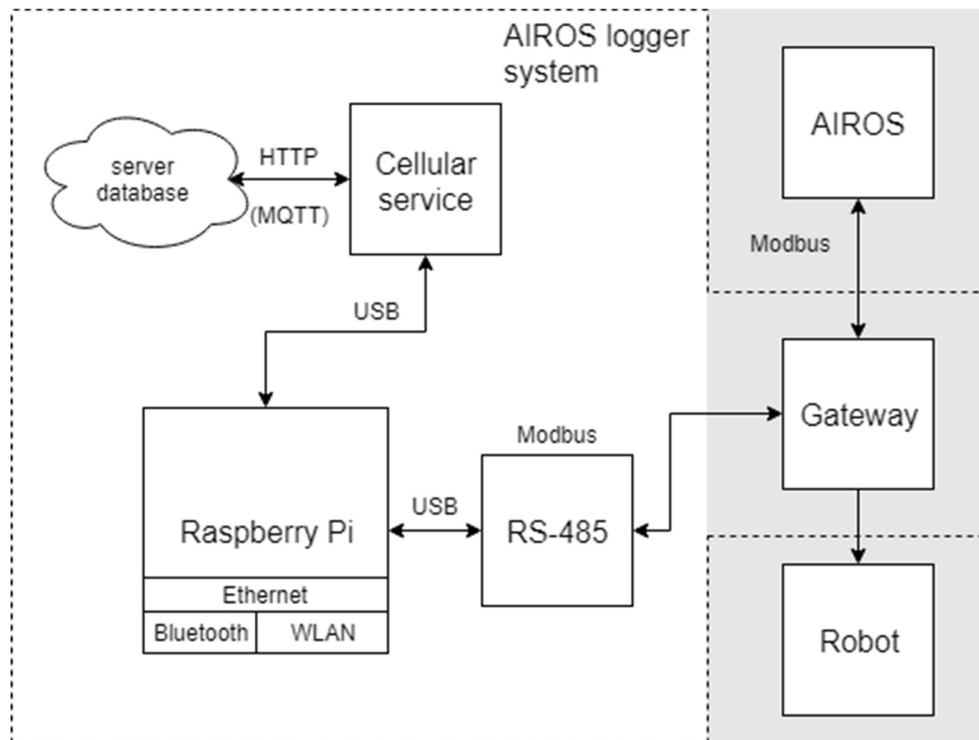 AIROS logger
system
AIROS
server
database
HTTP
(MQTT)
Cellular
service
Modbus
USB
Gateway
Modbus
Raspberry Pi
USB
RS-485
Ethernet
Bluetooth
WLAN
Robot